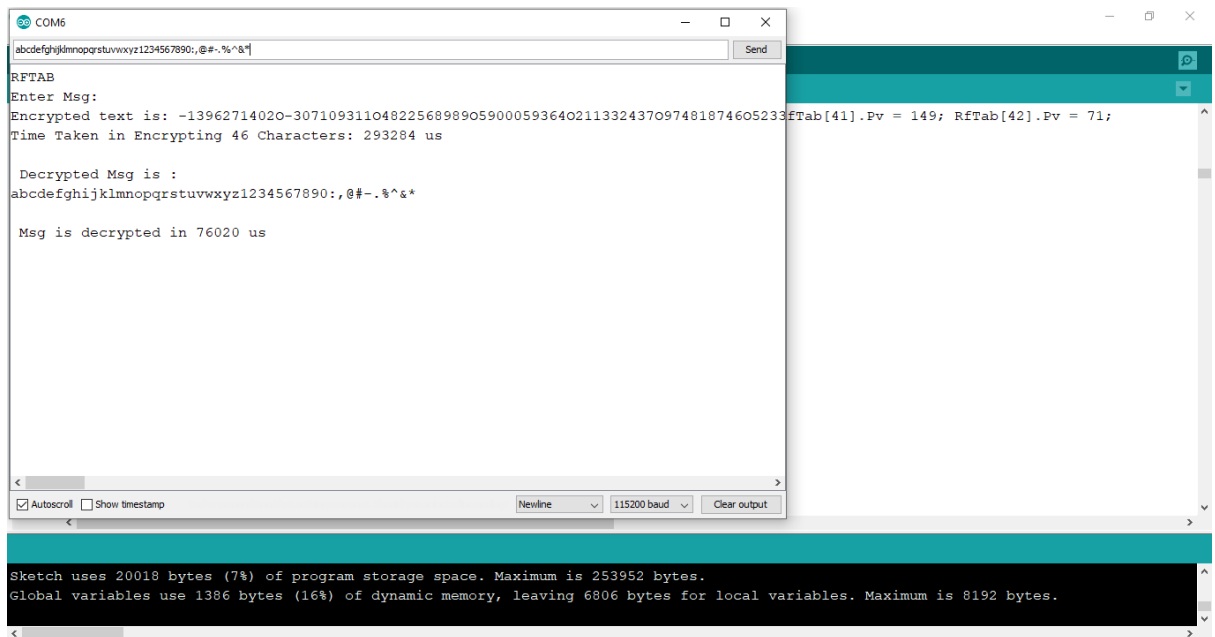 COM6
abcdefghijklmnopqrstuvwxyz1234567890:,@#-.%^&*
Send
RFTAB
Enter Msg:
Encrypted text is: -1396271402O-307109311O4822568989O5900059364O211332437O974818746O5233
fTab[41].Pv = 149; RfTab[42].Pv = 71;
Time Taken in Encrypting 46 Characters: 293284 us
Decrypted Msg is :
abcdefghijklmnopqrstuvwxyz1234567890:,@#-.%^&*
Msg is decrypted in 76020 us
Autoscroll Show timestamp Newline 115200 baud Clear output
Sketch uses 20018 bytes (7%) of program storage space. Maximum is 253952 bytes.
Global variables use 1386 bytes (16%) of dynamic memory, leaving 6806 bytes for local variables. Maximum is 8192 bytes.